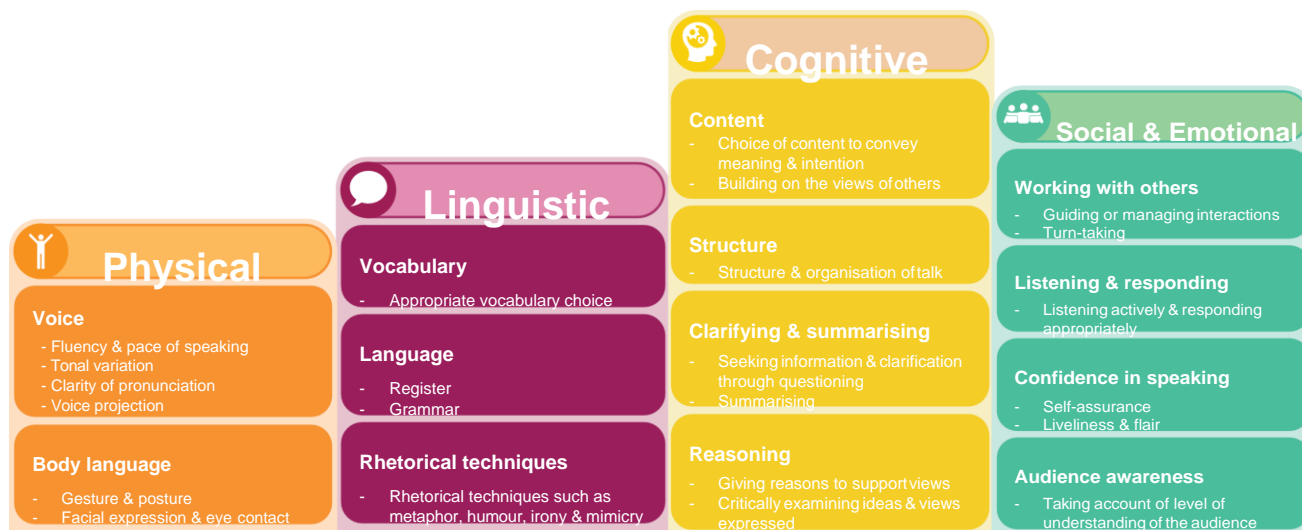 Physical
Voice
- Fluency & pace of speaking
- Tonal variation
- Clarity of pronunciation
- Voice projection
Body language
- Gesture & posture
- Facial expression & eye contact
Linguistic
Vocabulary
- Appropriate vocabulary choice
Language
- Register
- Grammar
Rhetorical techniques
- Rhetorical techniques such as
metaphor, humour, irony & mimicry
Cognitive
Content
- Choice of content to convey
meaning & intention
- Building on the views of others
Structure
- Structure & organisation of talk
Clarifying & summarising
- Seeking information & clarification
through questioning
- Summarising
Reasoning
- Giving reasons to support views
- Critically examining ideas & views
expressed
Social & Emotional
Working with others
- Guiding or managing interactions
- Turn-taking
Listening & responding
- Listening actively & responding
appropriately
Confidence in speaking
- Self-assurance
- Liveliness & flair
Audience awareness
- Taking account of level of
understanding of the audience